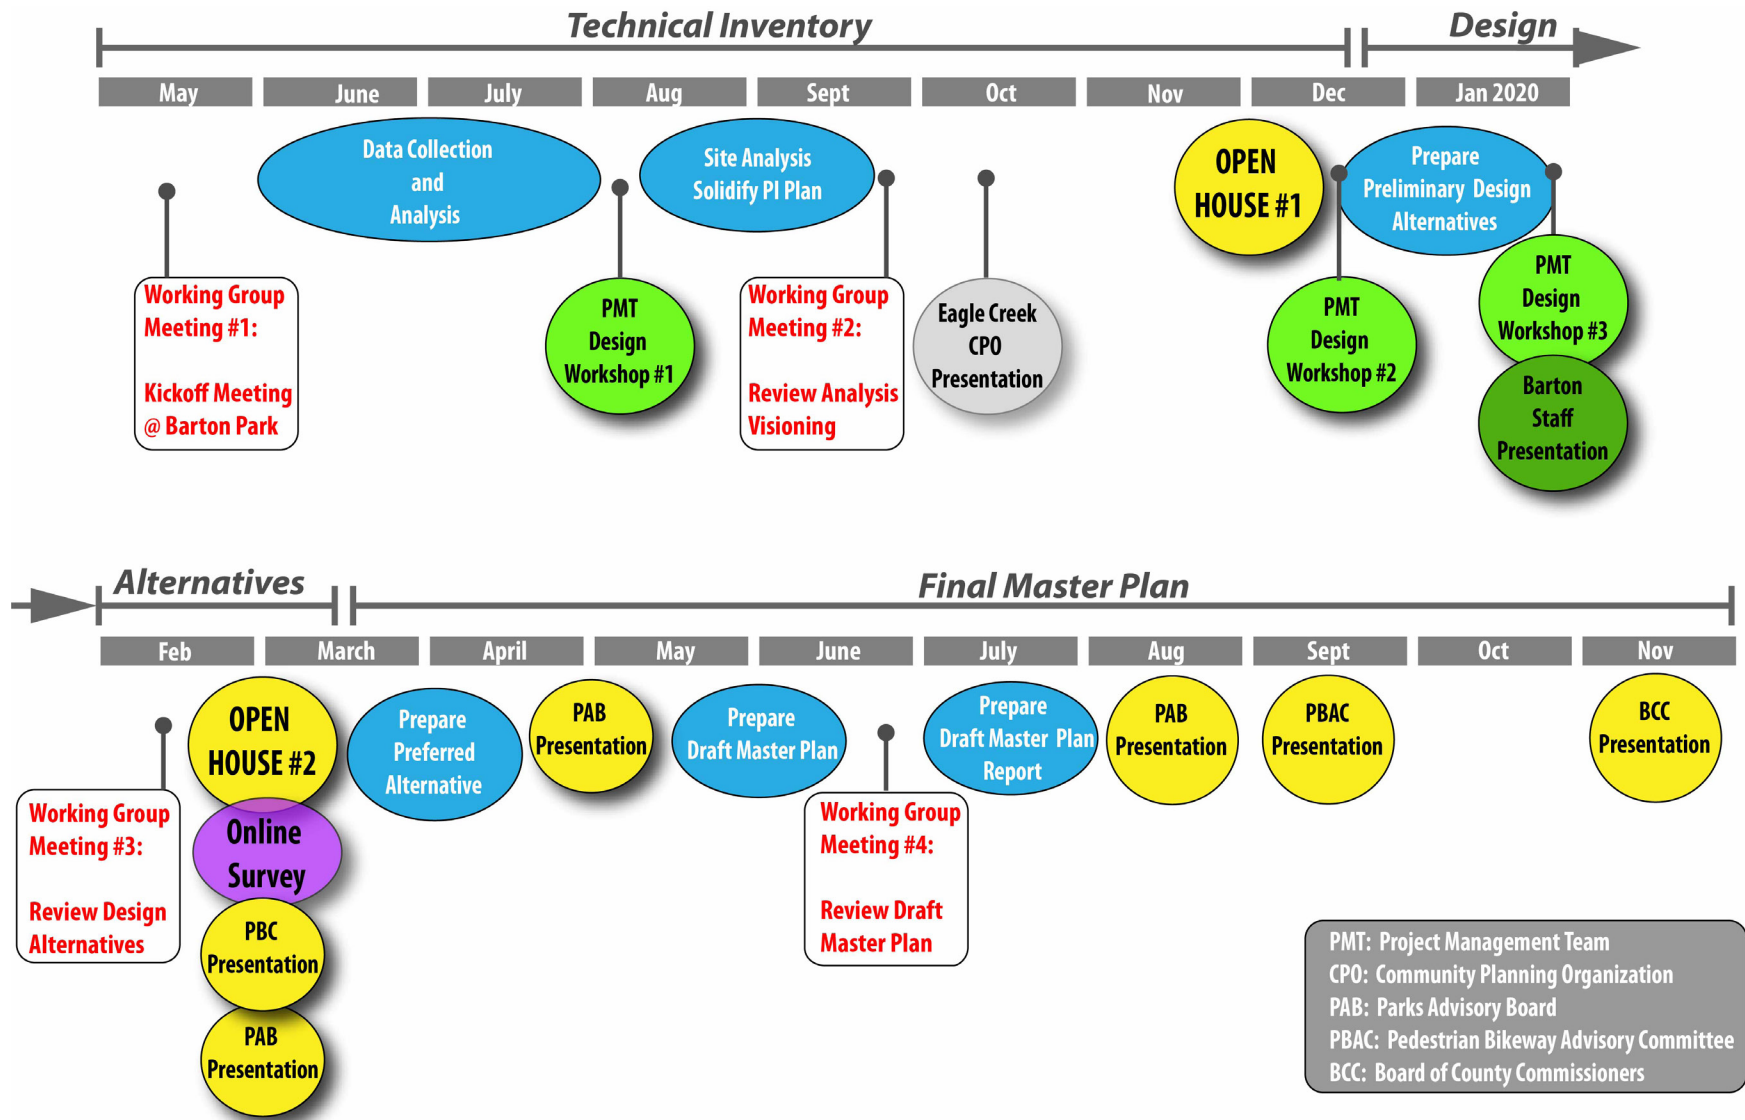 Technical Inventory
Design
May
June
July
Aug
Sept
Oct
Nov
Dec
Jan 2020
Data Collection
and
Analysis
Site Analysis
Solidify PI Plan
OPEN
HOUSE #1
Prepare
Preliminary Design
Alternatives
Working Group
Meeting #1:
Kickoff Meeting
@ Barton Park
PMT
Design
Workshop #1
Working Group
Meeting #2:
Review Analysis
Visioning
Eagle Creek
CPO
Presentation
PMT
Design
Workshop #2
PMT
Design
Workshop #3
Barton
Staff
Presentation
Alternatives
Final Master Plan
Feb
March
April
May
June
July
Aug
Sept
Oct
Nov
OPEN
HOUSE #2
Prepare
Preferred
Alternative
PAB
Presentation
Prepare
Draft Master Plan
Prepare
Draft Master Plan
Report
PAB
Presentation
PBAC
Presentation
BCC
Presentation
Working Group
Meeting #3:
Review Design
Alternatives
Online
Survey
PBC
Presentation
PAB
Presentation
Working Group
Meeting #4:
Review Draft
Master Plan
PMT: Project Management Team
CPO: Community Planning Organization
PAB: Parks Advisory Board
PBAC: Pedestrian Bikeway Advisory Committee
BCC: Board of County Commissioners